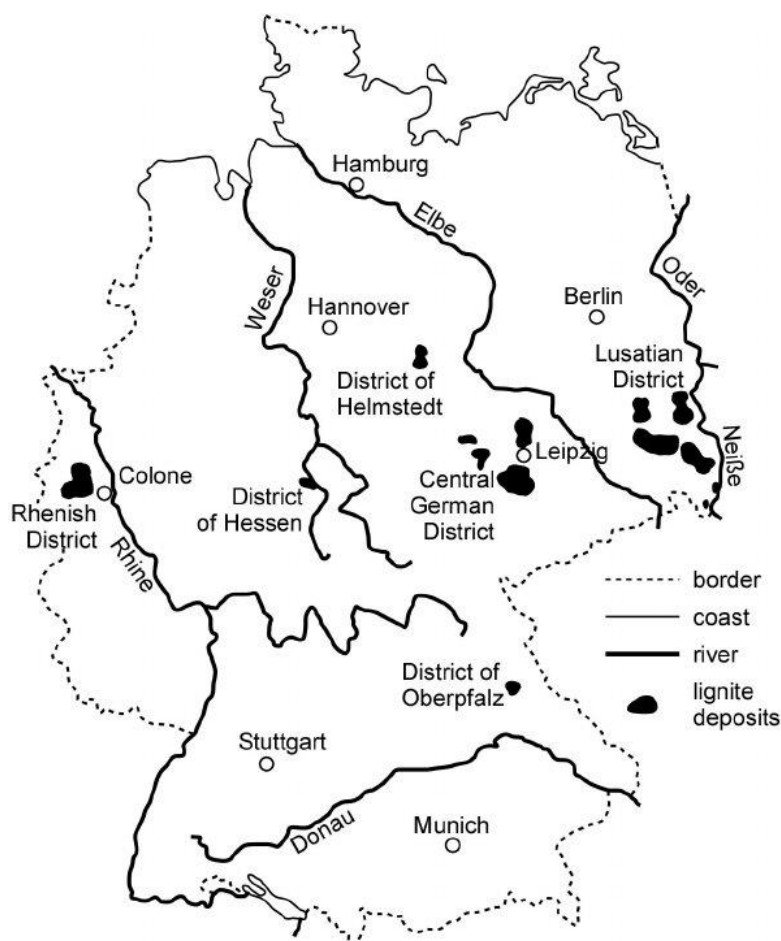 Hamburg
Elbe
Weser
Hannover
Berlin
Oder
Lusatian
District
District of
Helmstedt
Neiße
Leipzig
Colone
Rhenish
District
Rhine
District
of Hessen
Central
German
District
border
coast
river
lignite
deposits
District of
Oberpfalz
Stuttgart
Donau
Munich